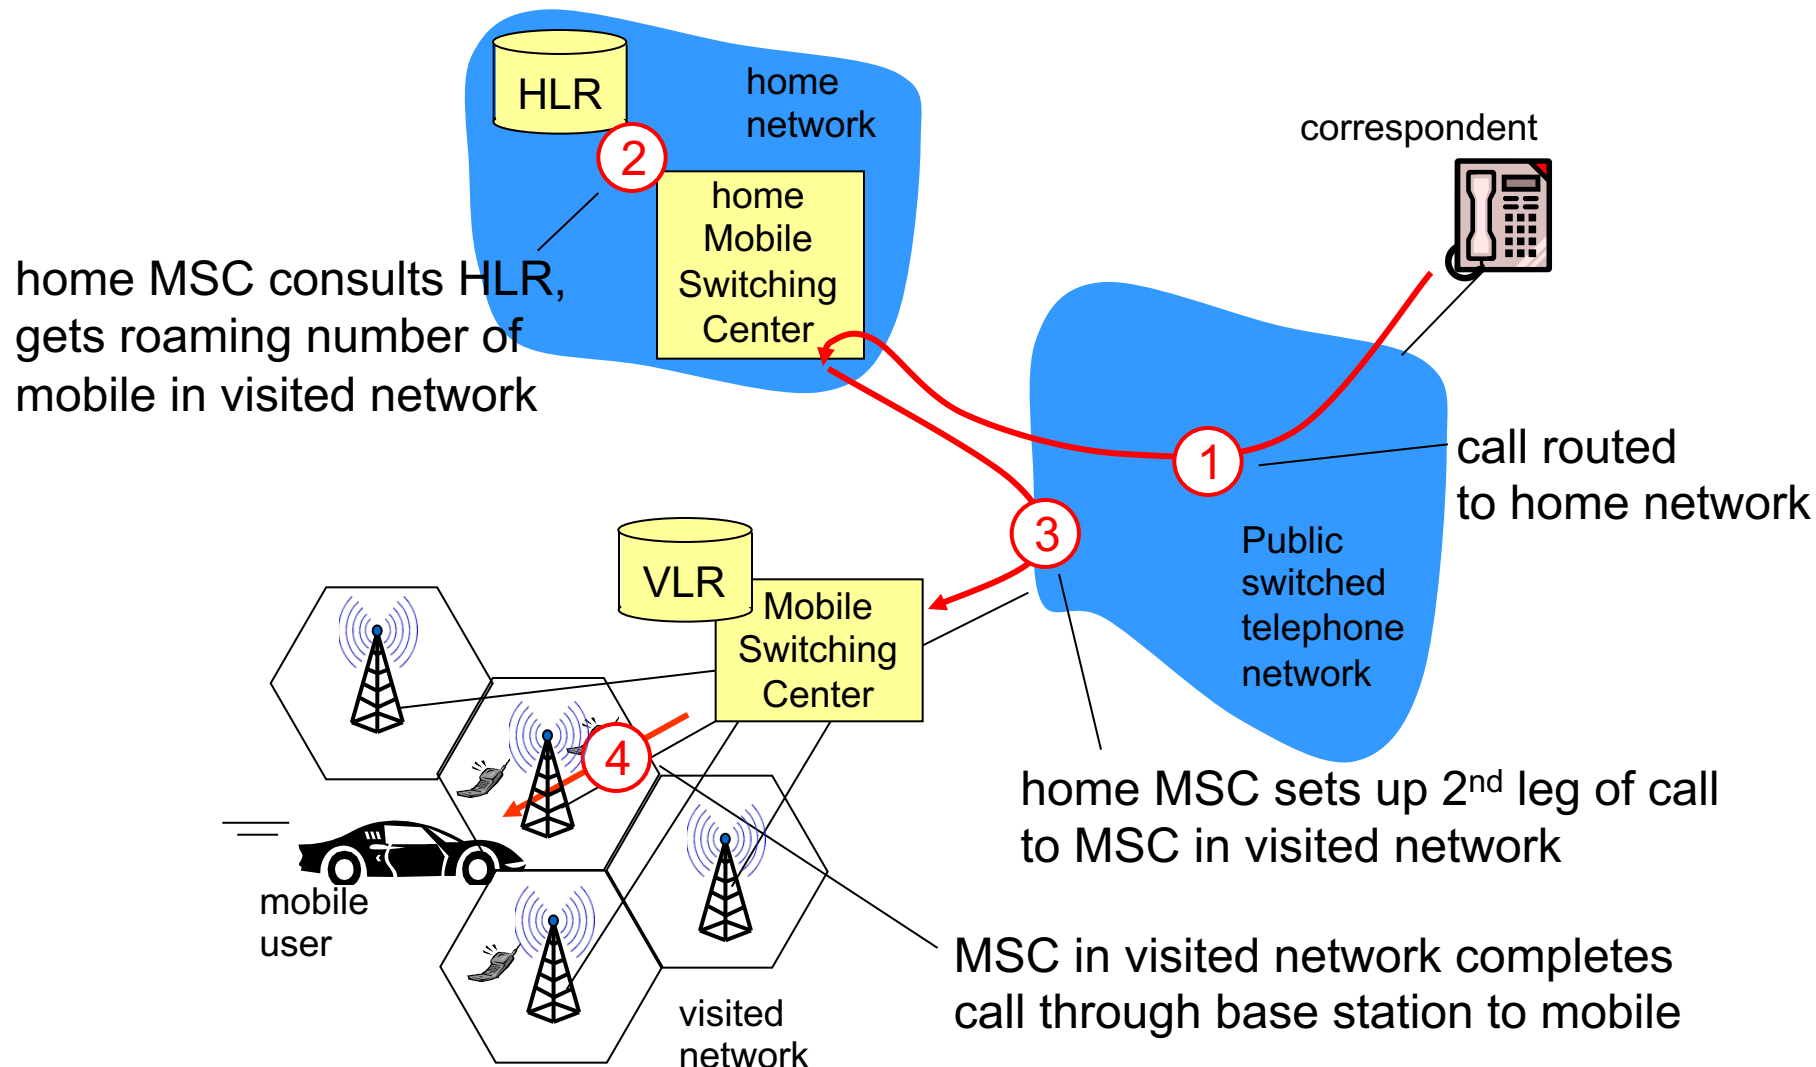 HLR
home
network
2
home
Mobile
Switching
Center
correspondent
home MSC consults HLR,
gets roaming number of
mobile in visited network
1
call routed
to home network
3
Public
switched
telephone
network
VLR
Mobile
Switching
Center
4
home MSC sets up 2nd leg of call
to MSC in visited network
mobile
user
MSC in visited network completes
call through base station to mobile
visited
network